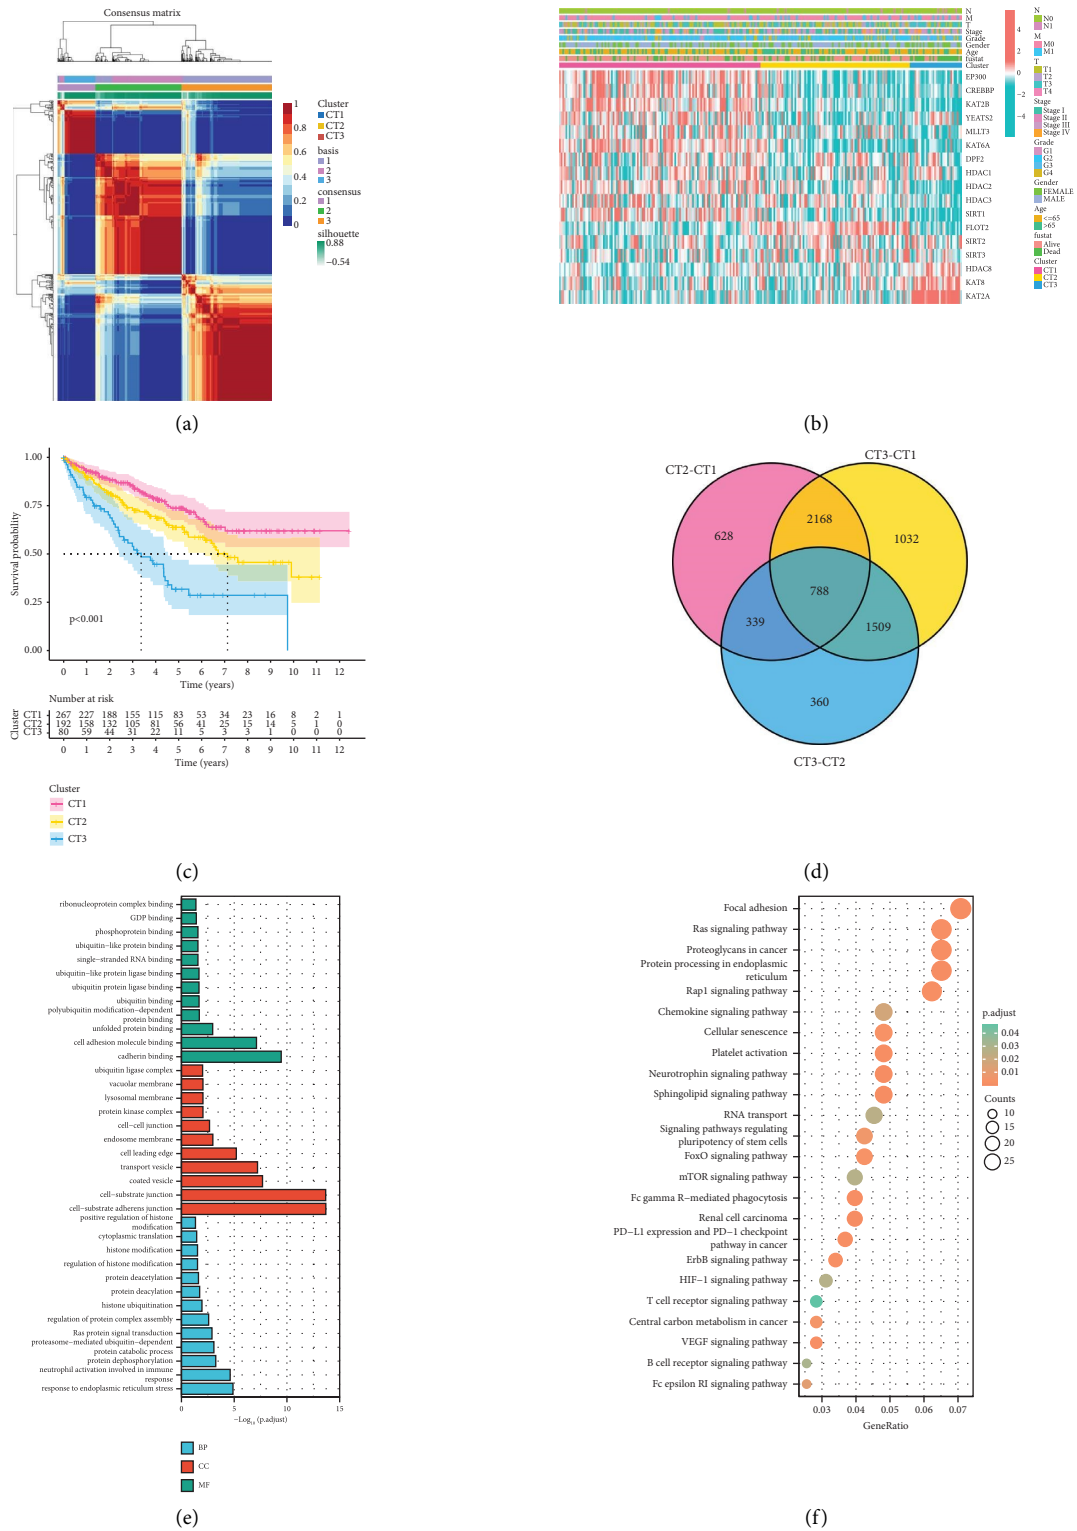 Consensus matrix
1
0.8
0.6
0.4
0.2
0
Cluster
CT1
CT2
CT3
basis
1
2
3
consensus
1
2
3
silhouette
0.88
−0.54
(a)
N
M
T
Stage
Grade
Gender
Age
fustat
Cluster
EP300
CREBBP
KAT2B
YEATS2
MLLT3
KAT6A
DPF2
HDAC1
HDAC2
HDAC3
SIRT1
FLOT2
SIRT2
SIRT3
HDAC8
KAT8
KAT2A
4
2
0
−2
−4
N
N0
N1
M
M0
M1
T
T1
T2
T3
T4
Stage
Stage I
Stage II
Stage III
Stage IV
Grade
G1
G2
G3
G4
Gender
FEMALE
MALE
Age
<=65
>65
fustat
Alive
Dead
Cluster
CT1
CT2
CT3
(b)
Survival probability
1.00
0.75
0.50
0.25
0.00
p<0.001
0 1 2 3 4 5 6 7 8 9 10 11 12
Time (years)
Number at risk
Cluster
CT1 267 227 188 155 115 83 53 34 23 16 8 2 1
CT2 192 158 132 105 81 56 41 25 15 14 5 1 0
CT3 80 59 44 31 22 11 5 3 3 1 0 0 0
0 1 2 3 4 5 6 7 8 9 10 11 12
Time (years)
Cluster
CT1
CT2
CT3
(c)
CT2-CT1
CT3-CT1
628
2168
1032
788
339
1509
360
CT3-CT2
(d)
ribonucleoprotein complex binding
GDP binding
phosphoprotein binding
ubiquitin−like protein binding
single−stranded RNA binding
ubiquitin−like protein ligase binding
ubiquitin protein ligase binding
ubiquitin binding
polyubiquitin modification−dependent
protein binding
unfolded protein binding
cell adhesion molecule binding
cadherin binding
ubiquitin ligase complex
vacuolar membrane
lysosomal membrane
protein kinase complex
cell−cell junction
endosome membrane
cell leading edge
transport vesicle
coated vesicle
cell−substrate junction
cell−substrate adherens junction
positive regulation of histone
modification
cytoplasmic translation
histone modification
regulation of histone modification
protein deacetylation
protein deacylation
histone ubiquitination
regulation of protein complex assembly
Ras protein signal transduction
proteasome−mediated ubiquitin−dependent
protein catabolic process
protein dephosphorylation
neutrophil activation involved in immune
response
response to endoplasmic reticulum stress
0 5 10 15
−Log10 (p.adjust)
BP
CC
MF
(e)
Focal adhesion
Ras signaling pathway
Proteoglycans in cancer
Protein processing in endoplasmic
reticulum
Rap1 signaling pathway
Chemokine signaling pathway
Cellular senescence
Platelet activation
Neurotrophin signaling pathway
Sphingolipid signaling pathway
RNA transport
Signaling pathways regulating
pluripotency of stem cells
FoxO signaling pathway
mTOR signaling pathway
Fc gamma R−mediated phagocytosis
Renal cell carcinoma
PD−L1 expression and PD−1 checkpoint
pathway in cancer
ErbB signaling pathway
HIF−1 signaling pathway
T cell receptor signaling pathway
Central carbon metabolism in cancer
VEGF signaling pathway
B cell receptor signaling pathway
Fc epsilon RI signaling pathway
0.03 0.04 0.05 0.06 0.07
GeneRatio
p.adjust
0.04
0.03
0.02
0.01
Counts
10
15
20
25
(f)